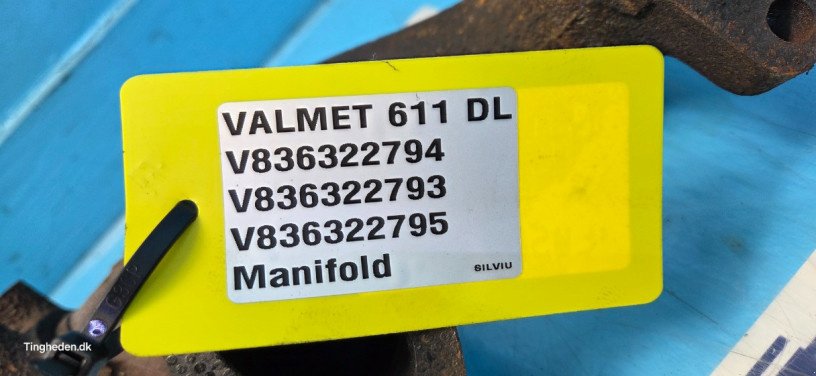 VALMET 611 DL
V836322794
V836322793
V836322795
Manifold
SILVIU
Tingheden.dk